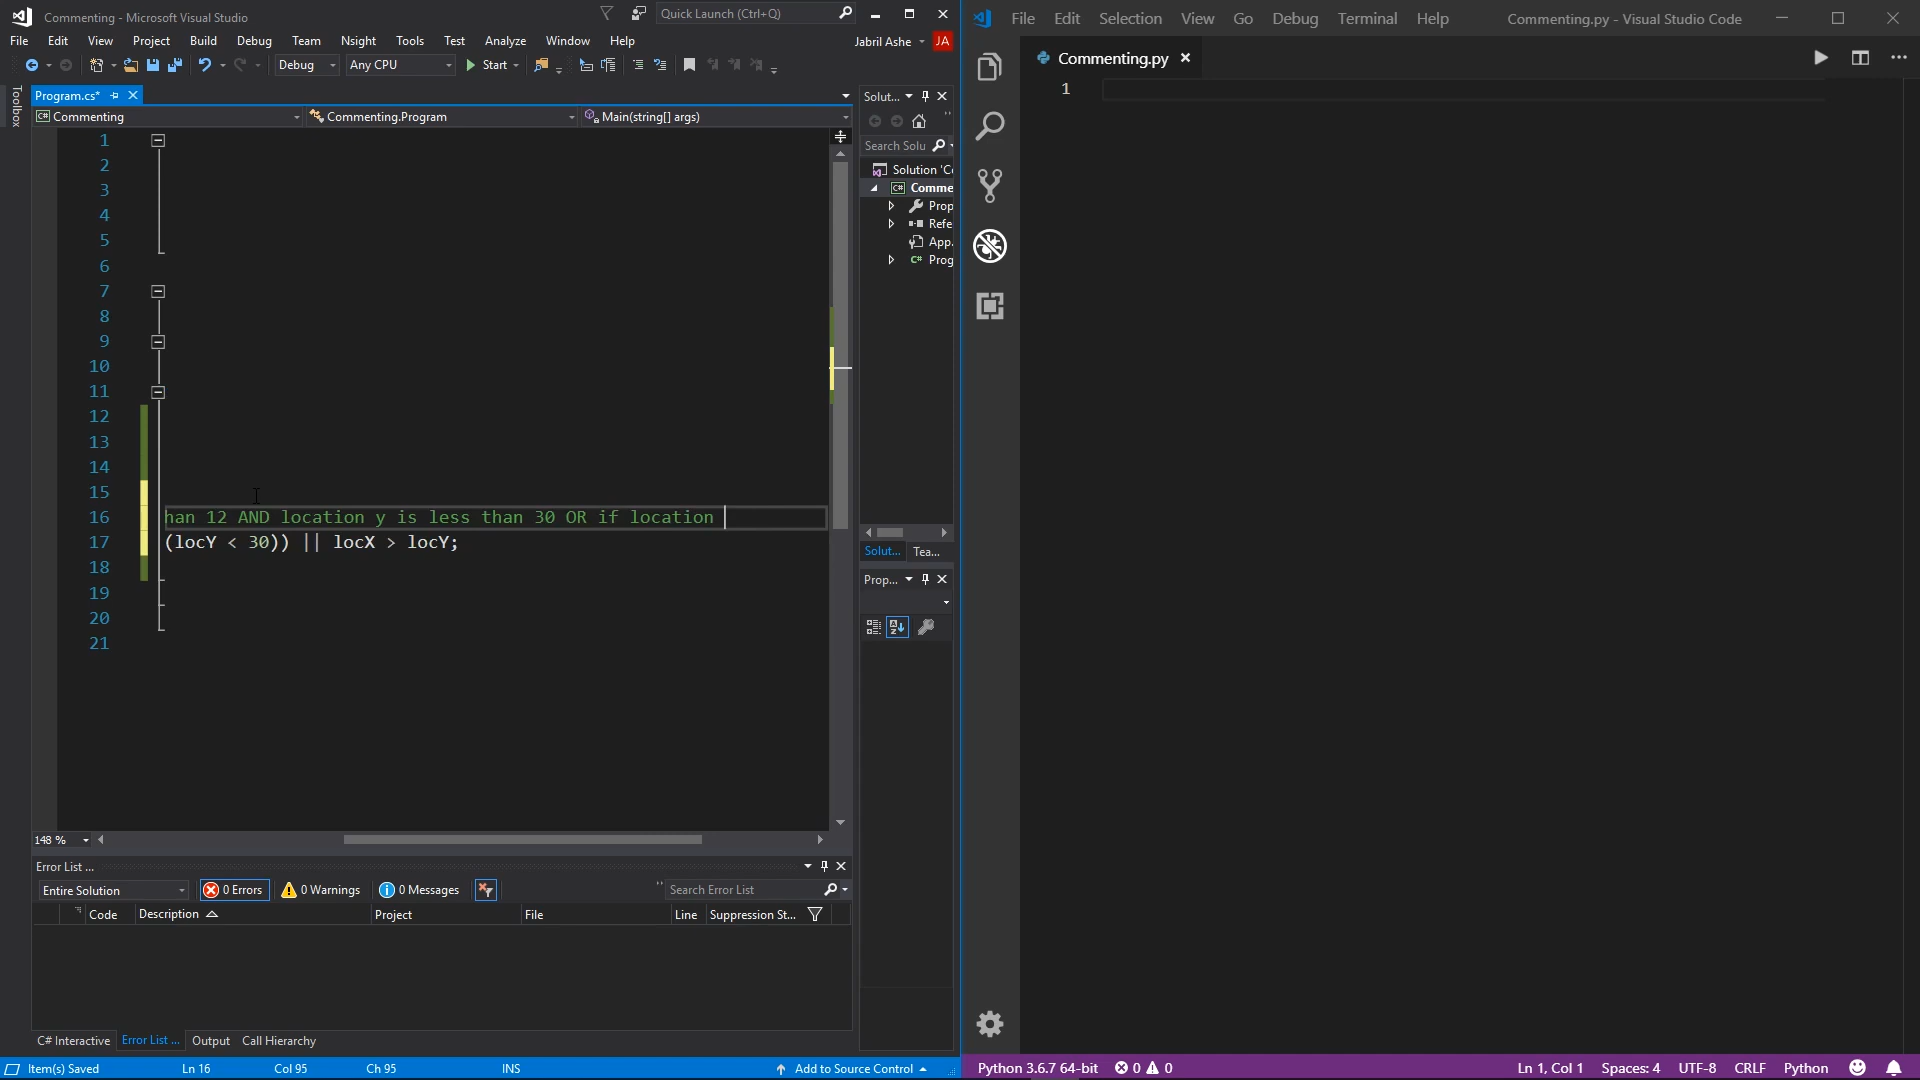 Commenting - Microsoft Visual Studio
Quick Launch (Ctrl+Q)
File Edit View Project Build Debug Team Nsight Tools Test Analyze Window Help
Jabril Ashe JA
Debug Any CPU Start
Toolbox
Program.cs*
Commenting Commenting.Program Main(string[] args)
1
2
3
4
5
6
7
8
9
10
11
12
13
14
15
16 han 12 AND location y is less than 30 OR if location
17 (locY < 30)) || locX > locY;
18
19
20
21
148 %
Solut...
Search Solu
Solution 'Co
Comme
Prop
Refe
App.
C# Prog
Solut... Tea...
Prop...
Error List ...
Entire Solution 0 Errors 0 Warnings 0 Messages Search Error List
Code Description Project File Line Suppression St...
C# Interactive Error List ... Output Call Hierarchy
Item(s) Saved Ln 16 Col 95 Ch 95 INS Add to Source Control
File Edit Selection View Go Debug Terminal Help Commenting.py - Visual Studio Code
Commenting.py
1
Python 3.6.7 64-bit 0 0 Ln 1, Col 1 Spaces: 4 UTF-8 CRLF Python